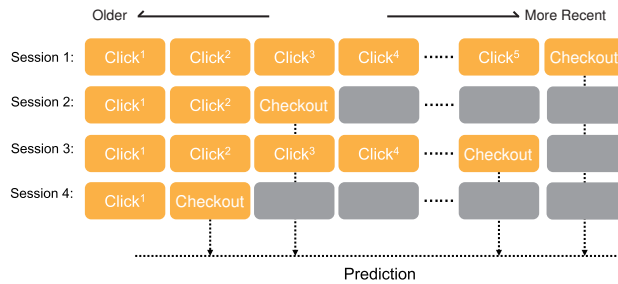 Older More Recent
Session 1: Click¹ Click² Click³ Click⁴ ...... Click⁵ Checkout
Session 2: Click¹ Click² Checkout ......
Session 3: Click¹ Click² Click³ Click⁴ ...... Checkout
Session 4: Click¹ Checkout ......
Prediction